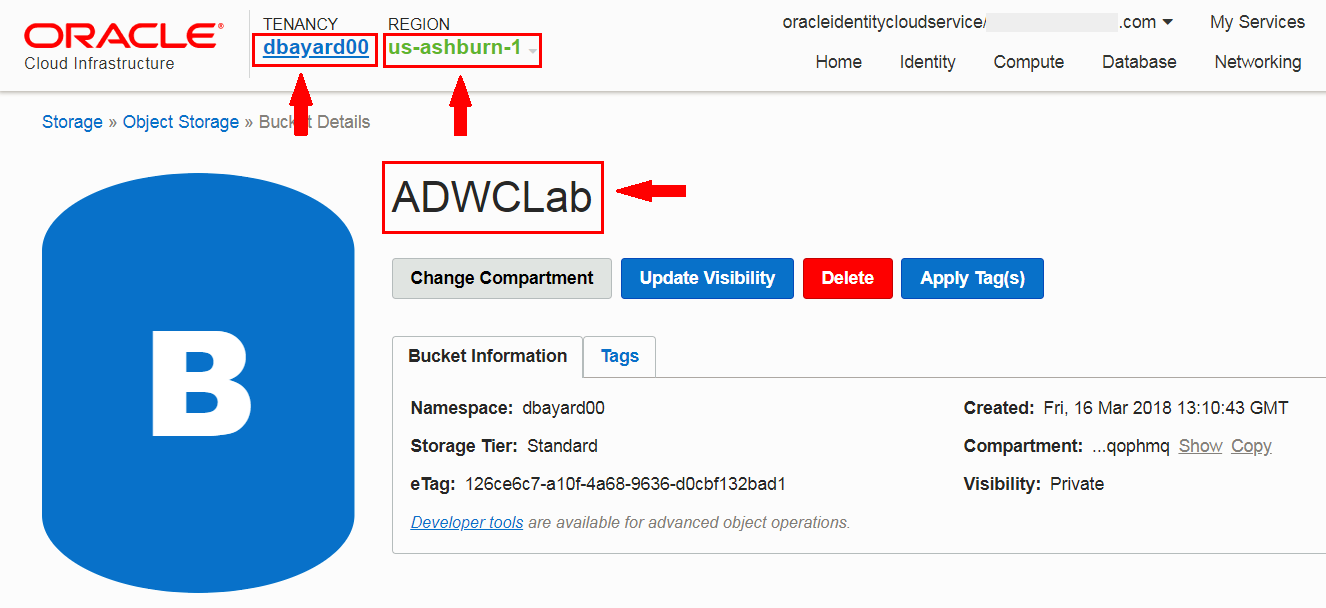 ORACLE®
Cloud Infrastructure
TENANCY
dbayard00
REGION
us-ashburn-1
oracleidentitycloudservice/ .com
My Services
Home Identity Compute Database Networking
Storage » Object Storage » Bucket Details
B
ADWCLab
Change Compartment Update Visibility Delete Apply Tag(s)
Bucket Information Tags
Namespace: dbayard00
Created: Fri, 16 Mar 2018 13:10:43 GMT
Storage Tier: Standard
Compartment: ...qophmq Show Copy
eTag: 126ce6c7-a10f-4a68-9636-d0cbf132bad1
Visibility: Private
Developer tools are available for advanced object operations.